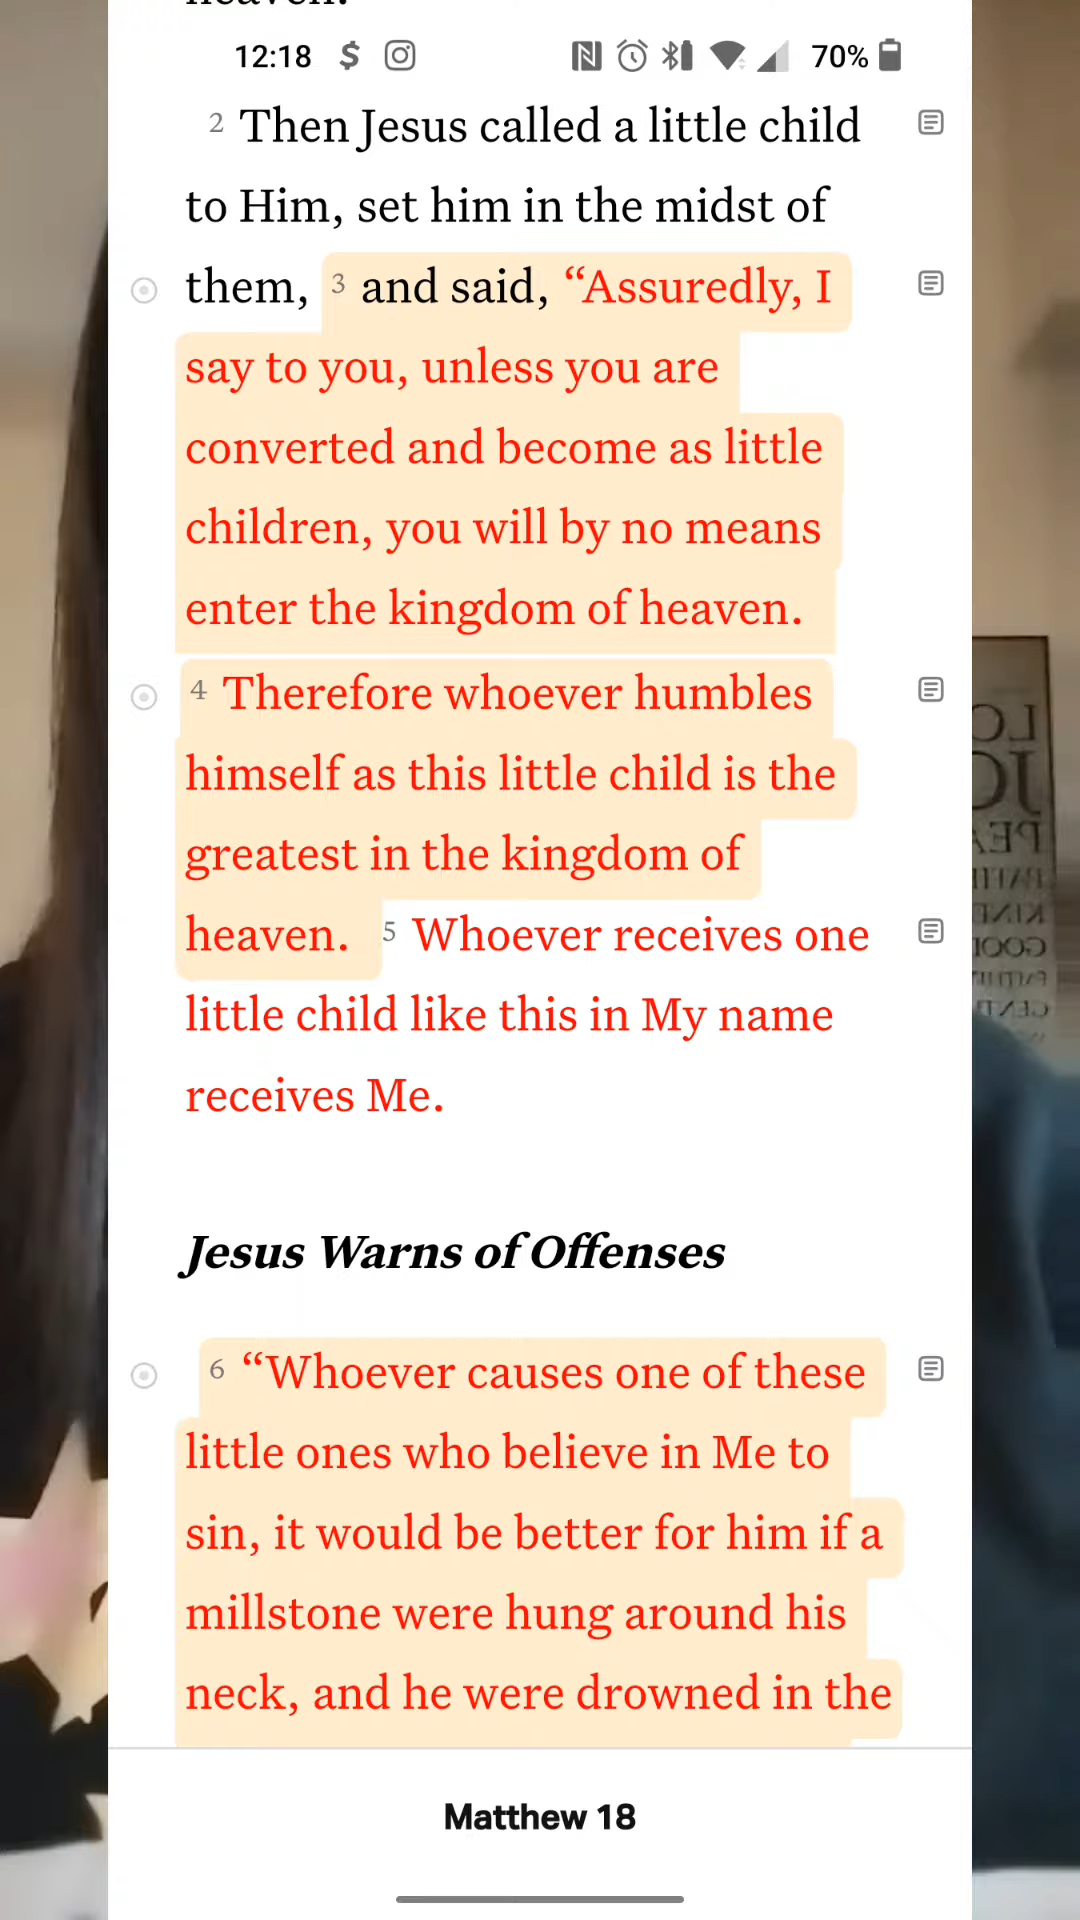 12:18 $ 70%
2 Then Jesus called a little child
to Him, set him in the midst of
them, 3 and said, “Assuredly, I
say to you, unless you are
converted and become as little
children, you will by no means
enter the kingdom of heaven.
4 Therefore whoever humbles
himself as this little child is the
greatest in the kingdom of
heaven. 5 Whoever receives one
little child like this in My name
receives Me.
Jesus Warns of Offenses
6 “Whoever causes one of these
little ones who believe in Me to
sin, it would be better for him if a
millstone were hung around his
neck, and he were drowned in the
Matthew 18